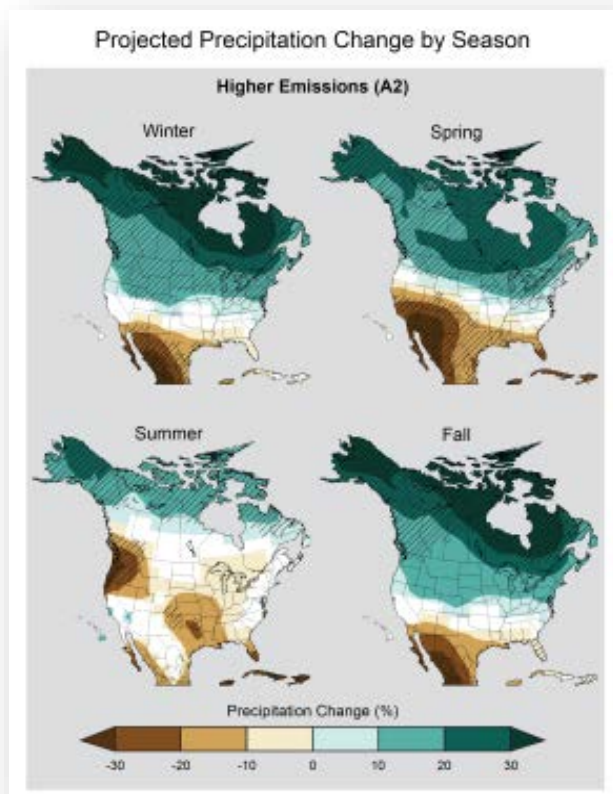 Projected Precipitation Change by Season
Higher Emissions (A2)
Winter
Spring
Summer
Fall
Precipitation Change (%)
-30 -20 -10 0 10 20 30